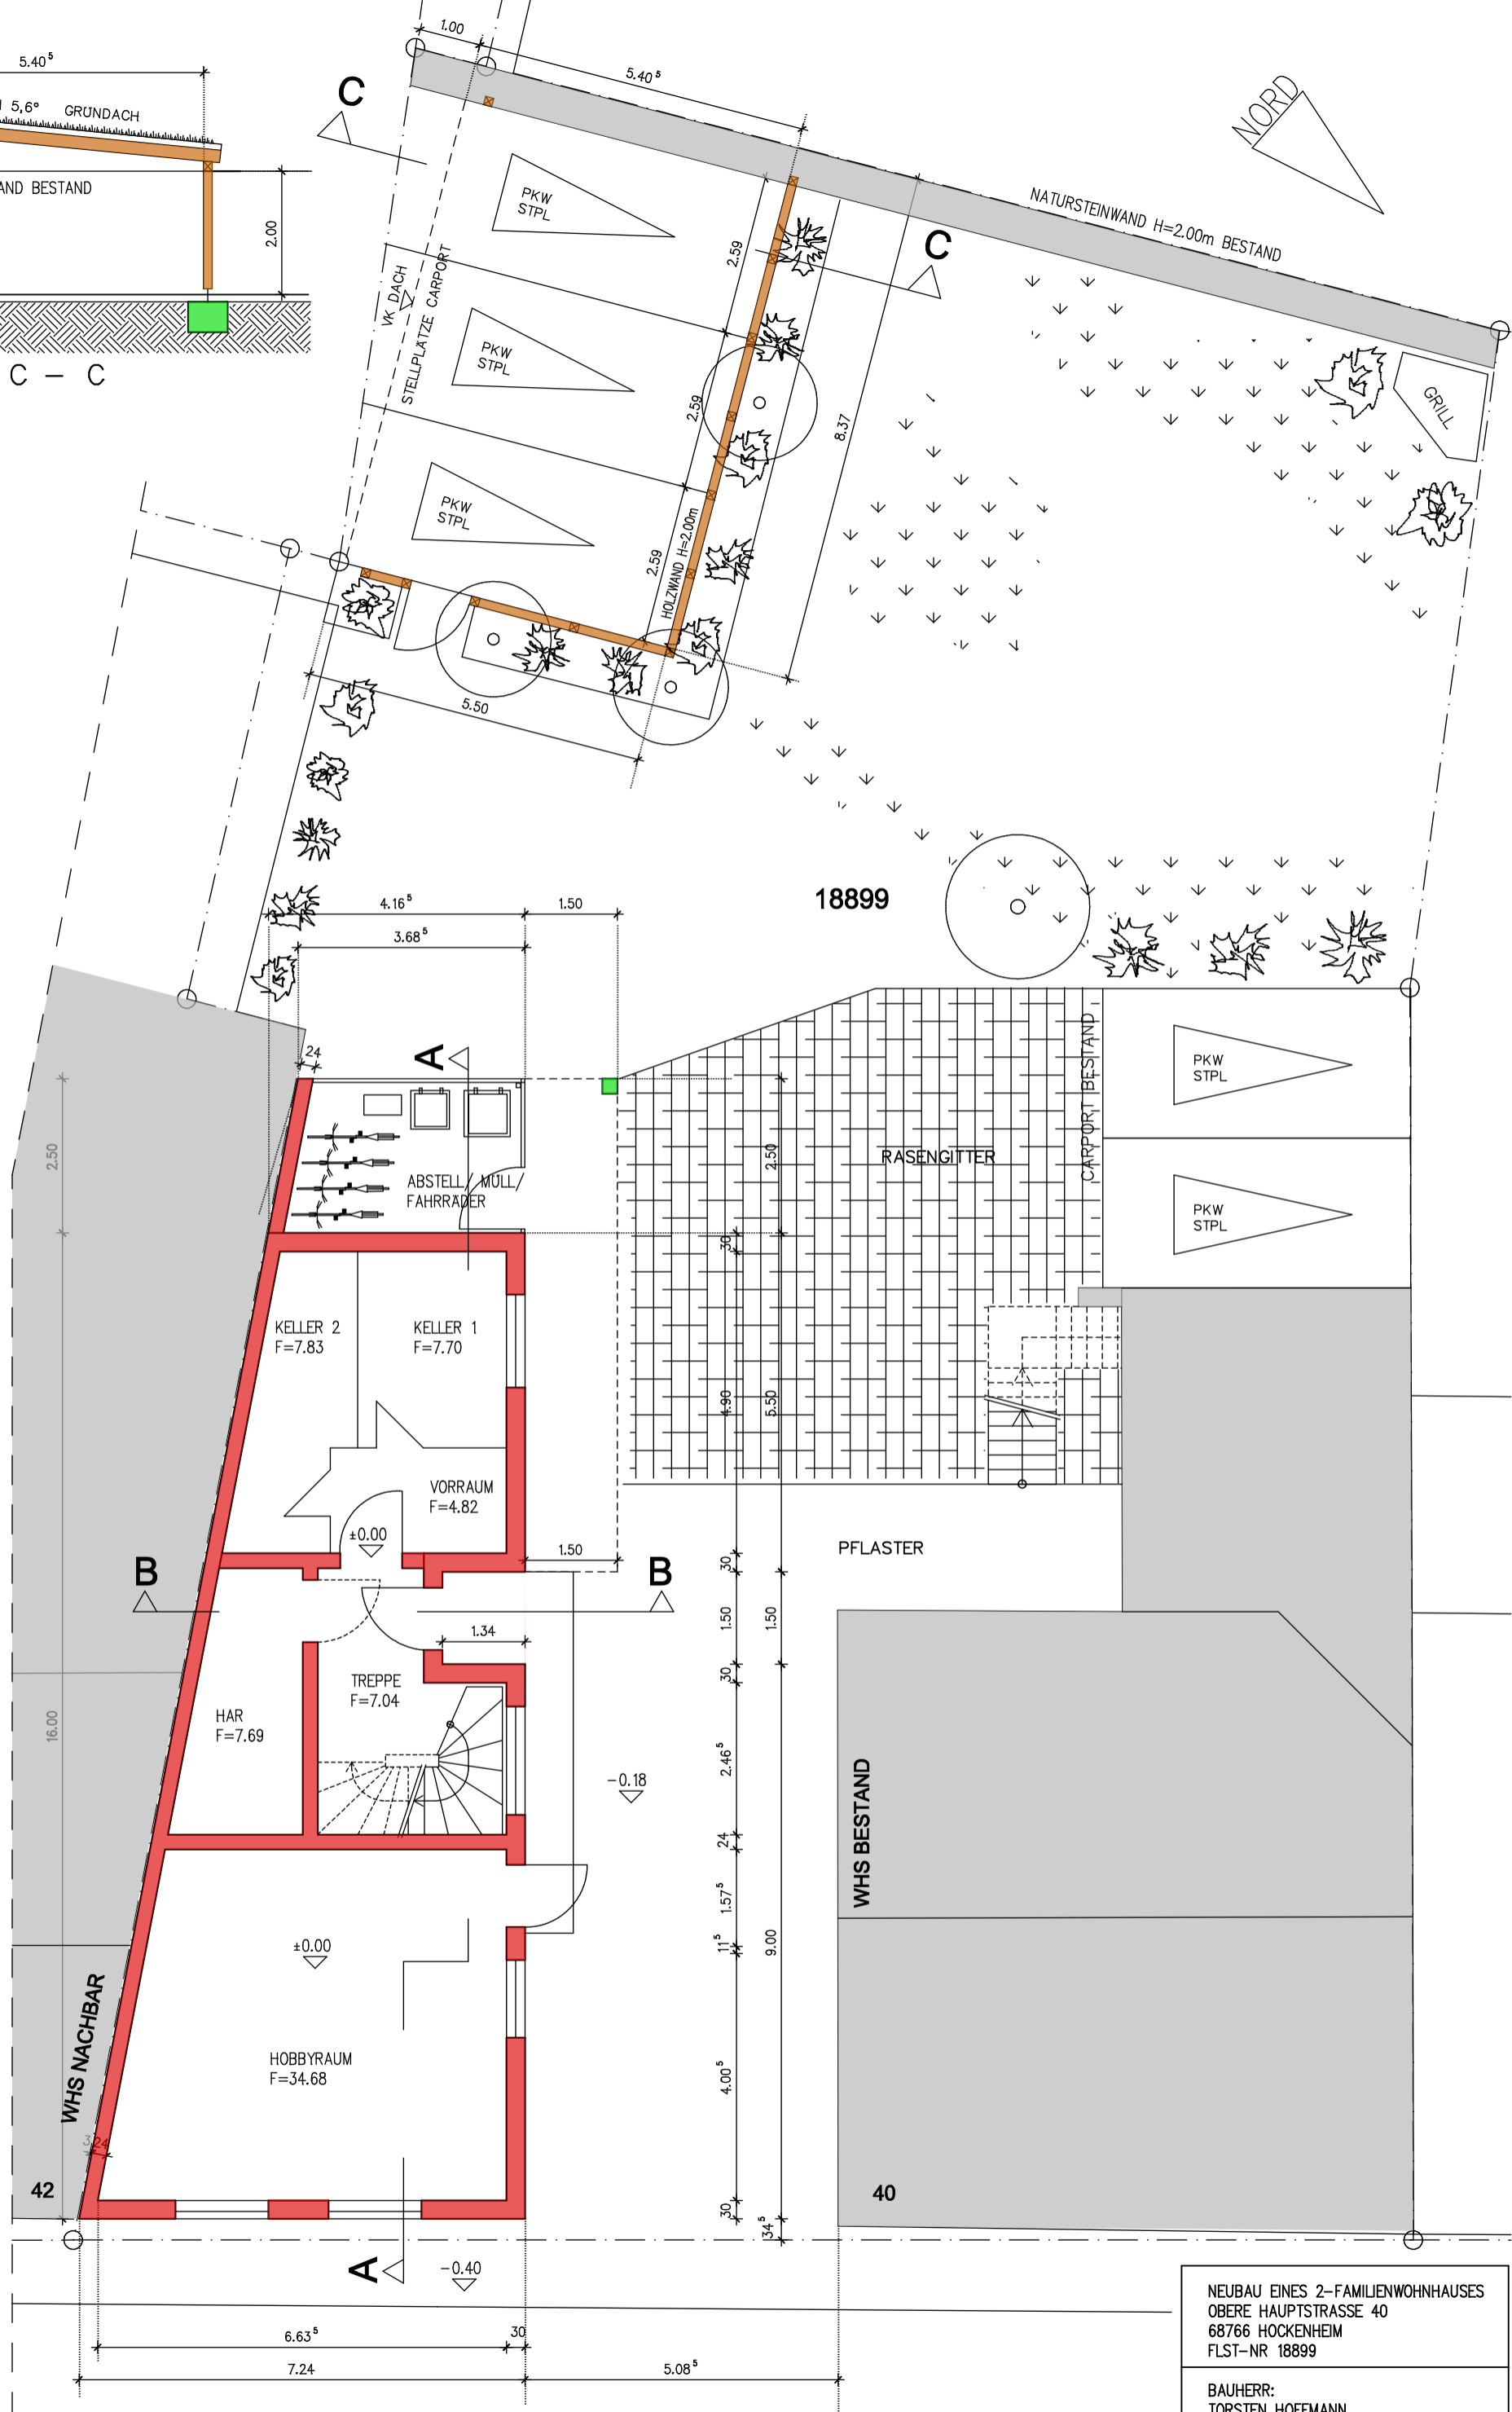 1.00
5.40⁵
5.40⁵
5,6°
GRÜNDACH
C
NORD
AND BESTAND
2.00
C – C
PKW
STPL
NATURSTEINWAND H=2.00m BESTAND
C
2.59
VK DACH
STELLPLÄTZE CARPORT
PKW
STPL
2.59
8.37
GRILL
PKW
STPL
2.59
HOLZWAND H=2.00m
5.50
18899
4.16⁵
1.50
3.68⁵
24
A
CARPORT BESTAND
PKW
STPL
2.50
2.50
RASENGITTER
ABSTELL/ MÜLL/
FAHRRÄDER
PKW
STPL
30
KELLER 2
F=7.83
KELLER 1
F=7.70
4.90
5.50
VORRAUM
F=4.82
±0.00
1.50
30
PFLASTER
B
B
1.34
1.50
1.50
30
TREPPE
F=7.04
HAR
F=7.69
16.00
2.46⁵
-0.18
24
WHS BESTAND
1.57⁵
11⁵
9.00
±0.00
WHS NACHBAR
HOBBYRAUM
F=34.68
4.00⁵
3
24
42
40
30
34⁵
A
-0.40
6.63⁵
30
7.24
5.08⁵
NEUBAU EINES 2-FAMILIENWOHNHAUSES
OBERE HAUPTSTRASSE 40
68766 HOCKENHEIM
FLST-NR 18899
BAUHERR:
TORSTEN HOFFMANN